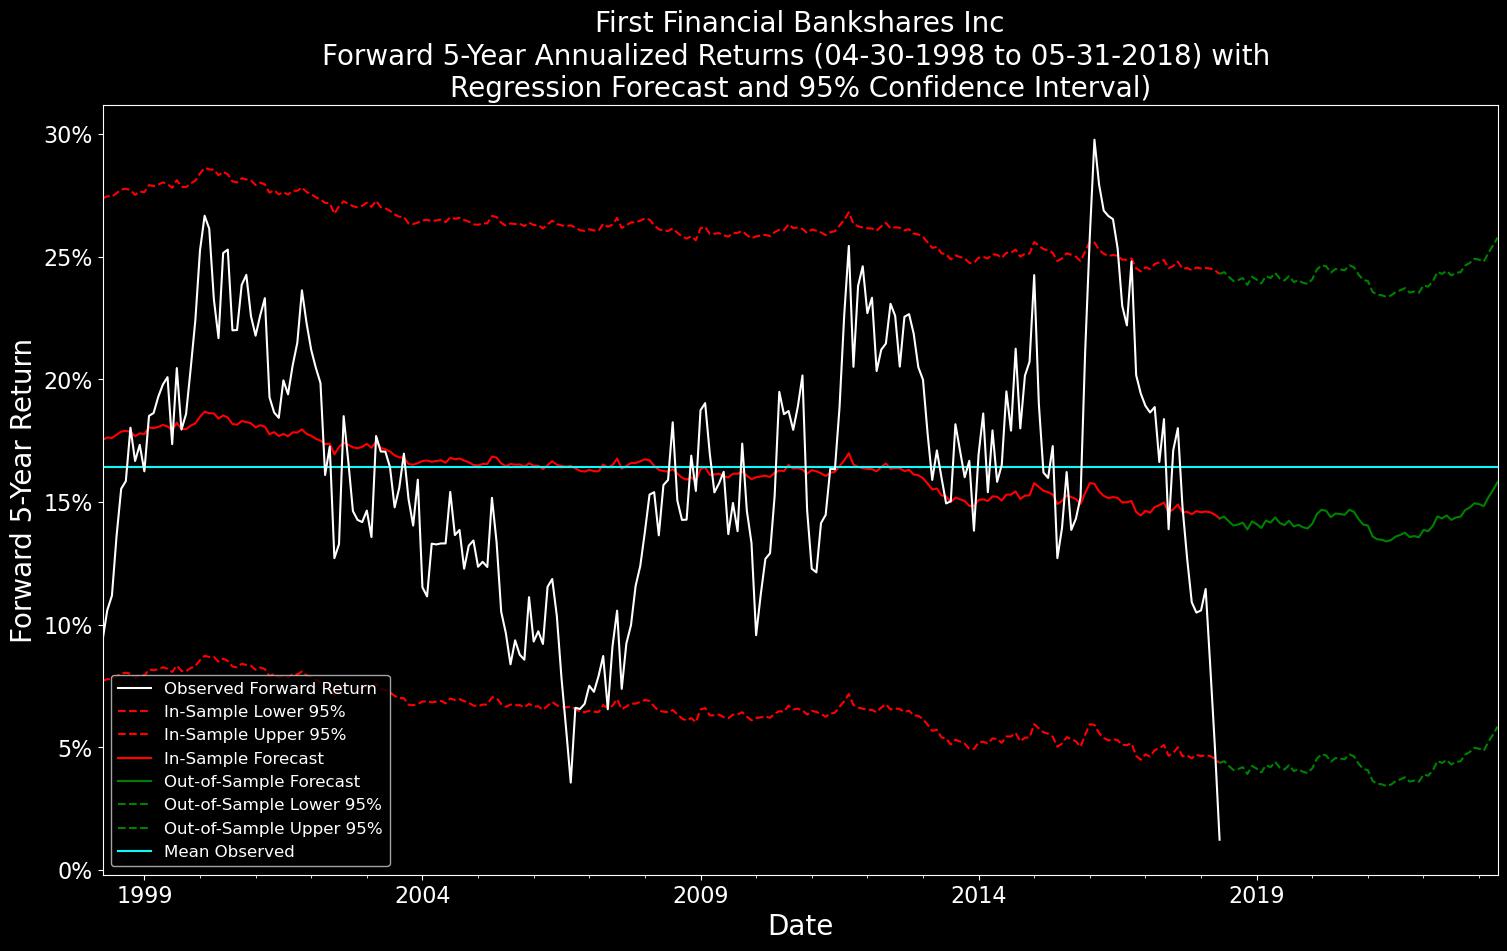 First Financial Bankshares Inc
Forward 5-Year Annualized Returns (04-30-1998 to 05-31-2018) with
Regression Forecast and 95% Confidence Interval)
Forward 5-Year Return
30%
25%
20%
15%
10%
5%
0%
Observed Forward Return
In-Sample Lower 95%
In-Sample Upper 95%
In-Sample Forecast
Out-of-Sample Forecast
Out-of-Sample Lower 95%
Out-of-Sample Upper 95%
Mean Observed
1999 2004 2009 2014 2019
Date